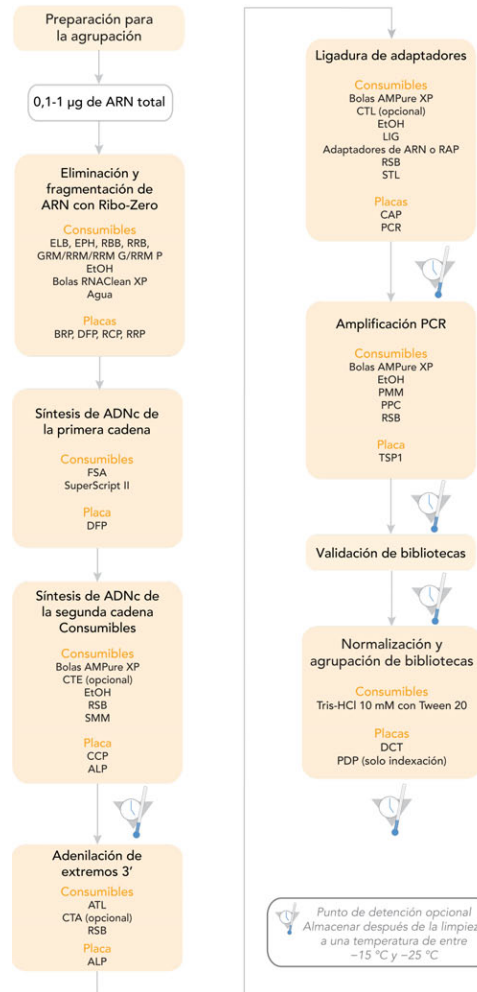 Preparación para
la agrupación
0,1-1 µg de ARN total
Eliminación y
fragmentación de
ARN con Ribo-Zero
Consumibles
ELB, EPH, RBB, RRB,
GRM/RRM/RRM G/RRM P
EtOH
Bolas RNAClean XP
Agua
Placas
BRP, DFP, RCP, RRP
Síntesis de ADNc de
la primera cadena
Consumibles
FSA
SuperScript II
Placa
DFP
Síntesis de ADNc de
la segunda cadena
Consumibles
Consumibles
Bolas AMPure XP
CTE (opcional)
EtOH
RSB
SMM
Placa
CCP
ALP
Adenilación de
extremos 3’
Consumibles
ATL
CTA (opcional)
RSB
Placa
ALP
Ligadura de adaptadores
Consumibles
Bolas AMPure XP
CTL (opcional)
EtOH
LIG
Adaptadores de ARN o RAP
RSB
STL
Placas
CAP
PCR
Amplificación PCR
Consumibles
Bolas AMPure XP
EtOH
PMM
PPC
RSB
Placa
TSP1
Validación de bibliotecas
Normalización y
agrupación de bibliotecas
Consumibles
Tris-HCl 10 mM con Tween 20
Placas
DCT
PDP (solo indexación)
Punto de detención opcional
Almacenar después de la limpiez
a una temperatura de entre
−15 °C y −25 °C